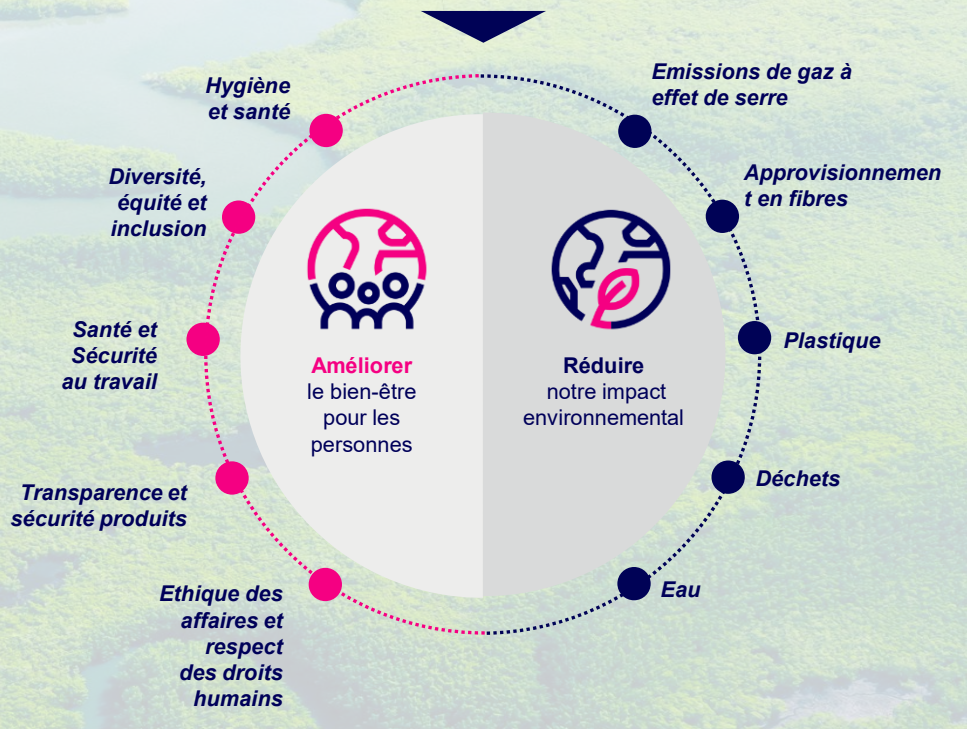 Hygiène
et santé
Diversité,
équité et
inclusion
Santé et
Sécurité
au travail
Transparence et
sécurité produits
Ethique des
affaires et
respect
des droits
humains
Améliorer
le bien-être
pour les
personnes
Réduire
notre impact
environnemental
Emissions de gaz à
effet de serre
Approvisionnemen
t en fibres
Plastique
Déchets
Eau